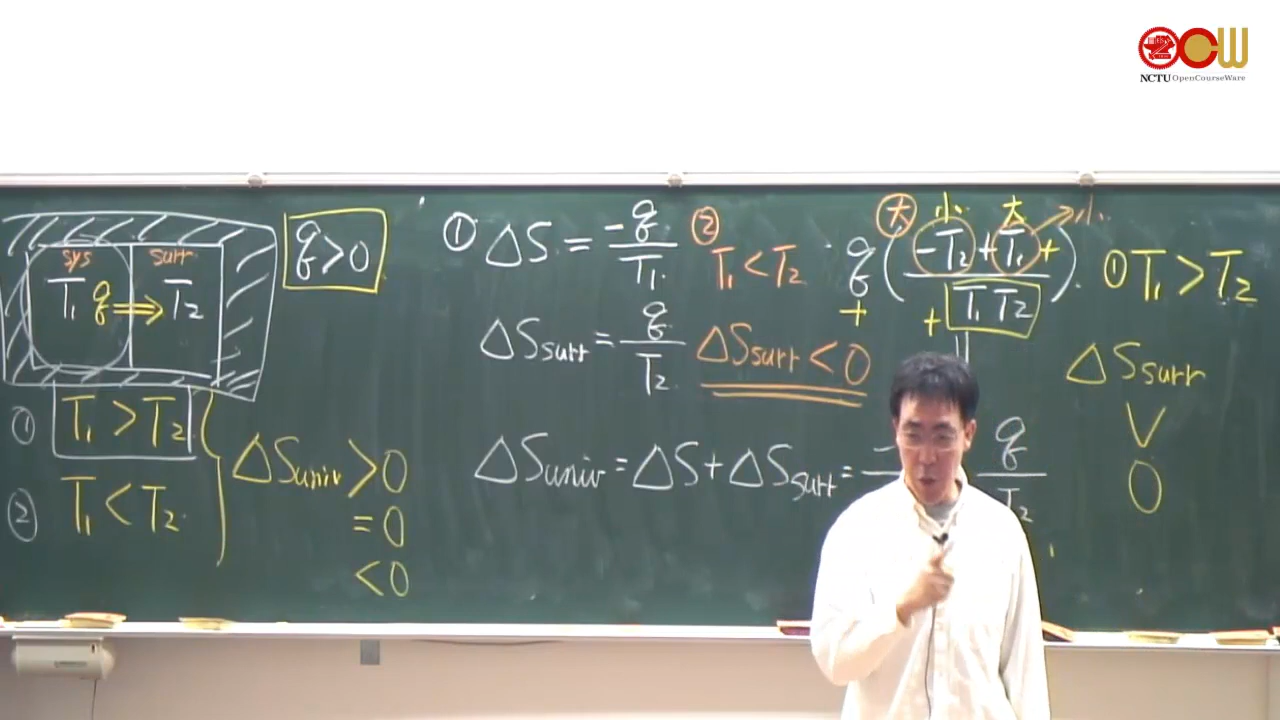 NCTU OpenCourseWare
sys surr
T₁ q ⇒ T₂
① T₁ > T₂
② T₁ < T₂
ΔSuniv > 0
= 0
< 0
q > 0
① ΔS = -q/T₁
ΔSsurr = q/T₂
ΔSuniv = ΔS + ΔSsurr =
q/T₂
② T₁ < T₂
ΔSsurr < 0
大 小 大 → 小
q ( (-T₂ + T₁) / T₁T₂ )
+ + +
① T₁ > T₂
ΔSsurr
V
0